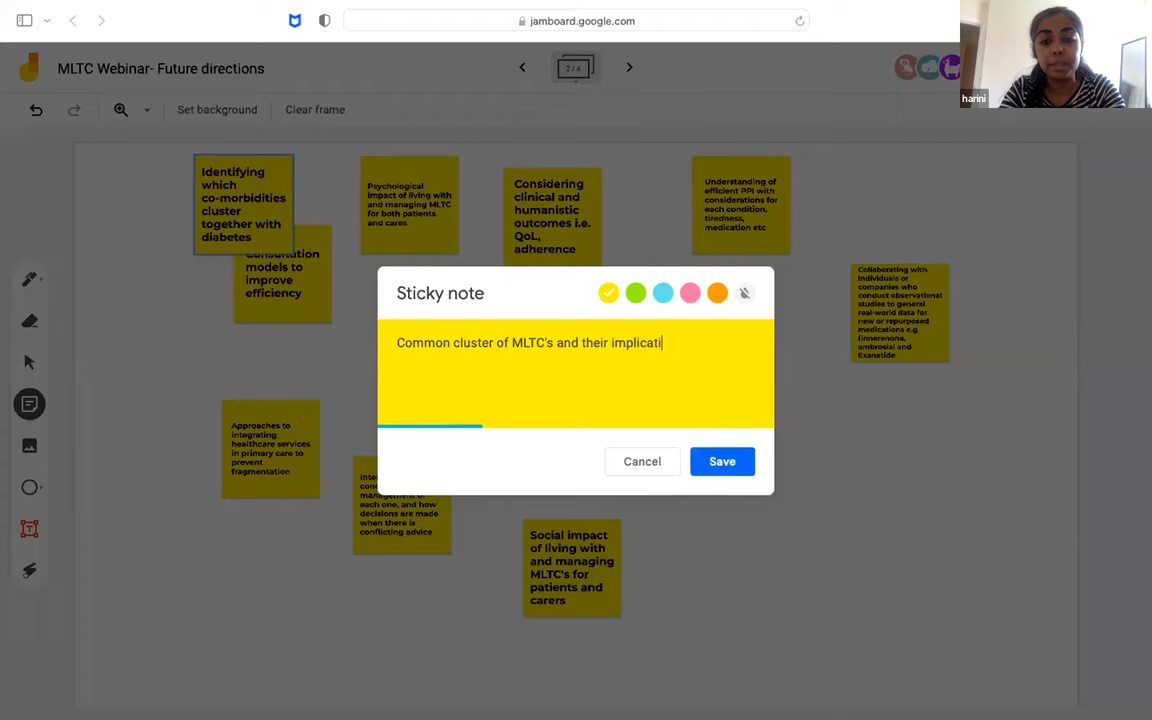 jamboard.google.com
MLTC Webinar- Future directions
2/4
Set background
Clear frame
harini
Identifying
which
co-morbidities
cluster
together with
diabetes
models to
improve
efficiency
Psychological
impact of living with
and managing MLTC
for both patients
and cares
Considering
clinical and
humanistic
outcomes i.e.
QoL,
adherence
Understanding of
efficient PPI with
considerations for
each condition,
tiredness,
medication etc
Collaborating with
individuals or
companies who
conduct observational
studies to general
real-world data for
new or repurposed
medications e.g
finnerenone,
ambrosial and
Exanatide
Sticky note
Common cluster of MLTC's and their implicati
Cancel
Save
Approaches to
integrating
healthcare services
in primary care to
prevent
fragmentation
each one, and how
decisions are made
when there is
conflicting advice
Social impact
of living with
and managing
MLTC's for
patients and
carers